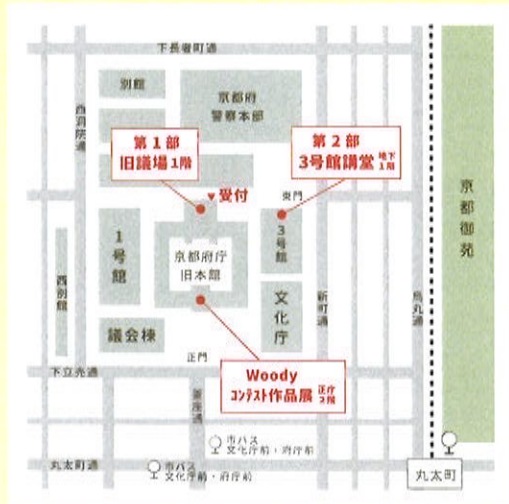 下長者町通
別館
京都府
警察本部
西洞院通
第1部
旧議場1階
第2部
3号館講堂 地下1階
▼受付
東門
京都御苑
1号館
3号館
京都府庁
旧本館
西別館
文化庁
新町通
烏丸通
議会棟
正門
Woody
コンテスト作品展 正庁2階
下立売通
釜座通
市バス
文化庁前・府庁前
市バス
文化庁前・府庁前
丸太町通
丸太町